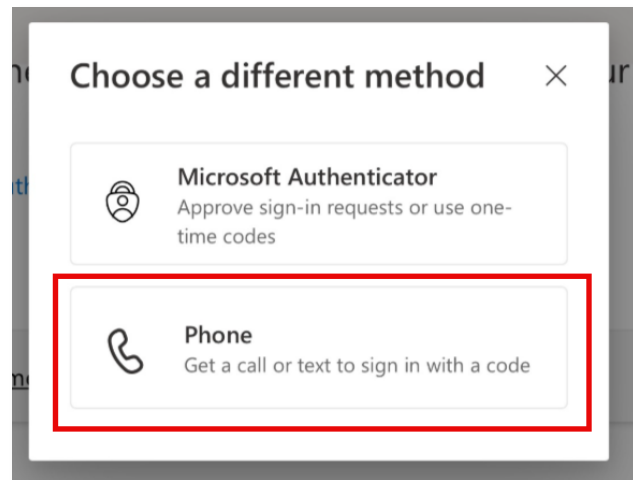 Choose a different method
ur
Microsoft Authenticator
Approve sign-in requests or use one-
time codes
Phone
Get a call or text to sign in with a code